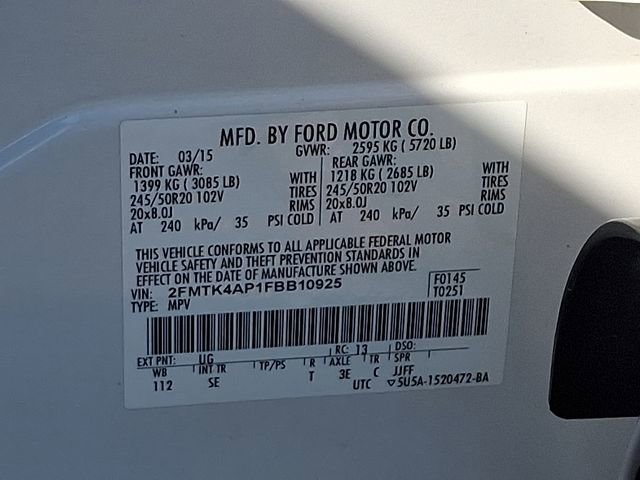 MFD. BY FORD MOTOR CO.
DATE: 03/15 GVWR: 2595 KG ( 5720 LB)
FRONT GAWR: REAR GAWR:
1399 KG ( 3085 LB) WITH 1218 KG ( 2685 LB) WITH
245/50R20 102V TIRES 245/50R20 102V TIRES
20x8.0J RIMS 20x8.0J RIMS
AT 240 kPa/ 35 PSI COLD AT 240 kPa/ 35 PSI COLD
THIS VEHICLE CONFORMS TO ALL APPLICABLE FEDERAL MOTOR
VEHICLE SAFETY AND THEFT PREVENTION STANDARDS IN
EFFECT ON THE DATE OF MANUFACTURE SHOWN ABOVE.
VIN: 2FMTK4AP1FBB10925 F0145
TYPE: MPV T0251
EXT PNT: UG RC: 13 DSO:
WB INT TR TP/PS R AXLE TR SPR
112 SE T 3E C JJFF
UTC 5U5A-1520472-BA